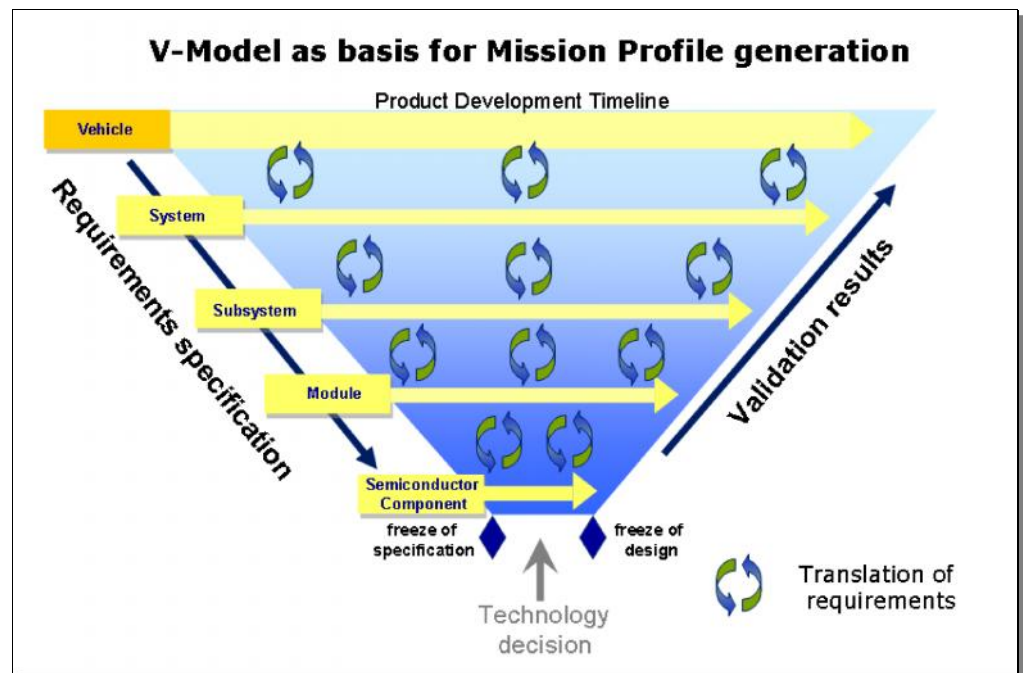 V-Model as basis for Mission Profile generation
Product Development Timeline
Vehicle
System
Subsystem
Module
Semiconductor
Component
Requirements specification
Validation results
freeze of
specification
freeze of
design
Technology
decision
Translation of
requirements